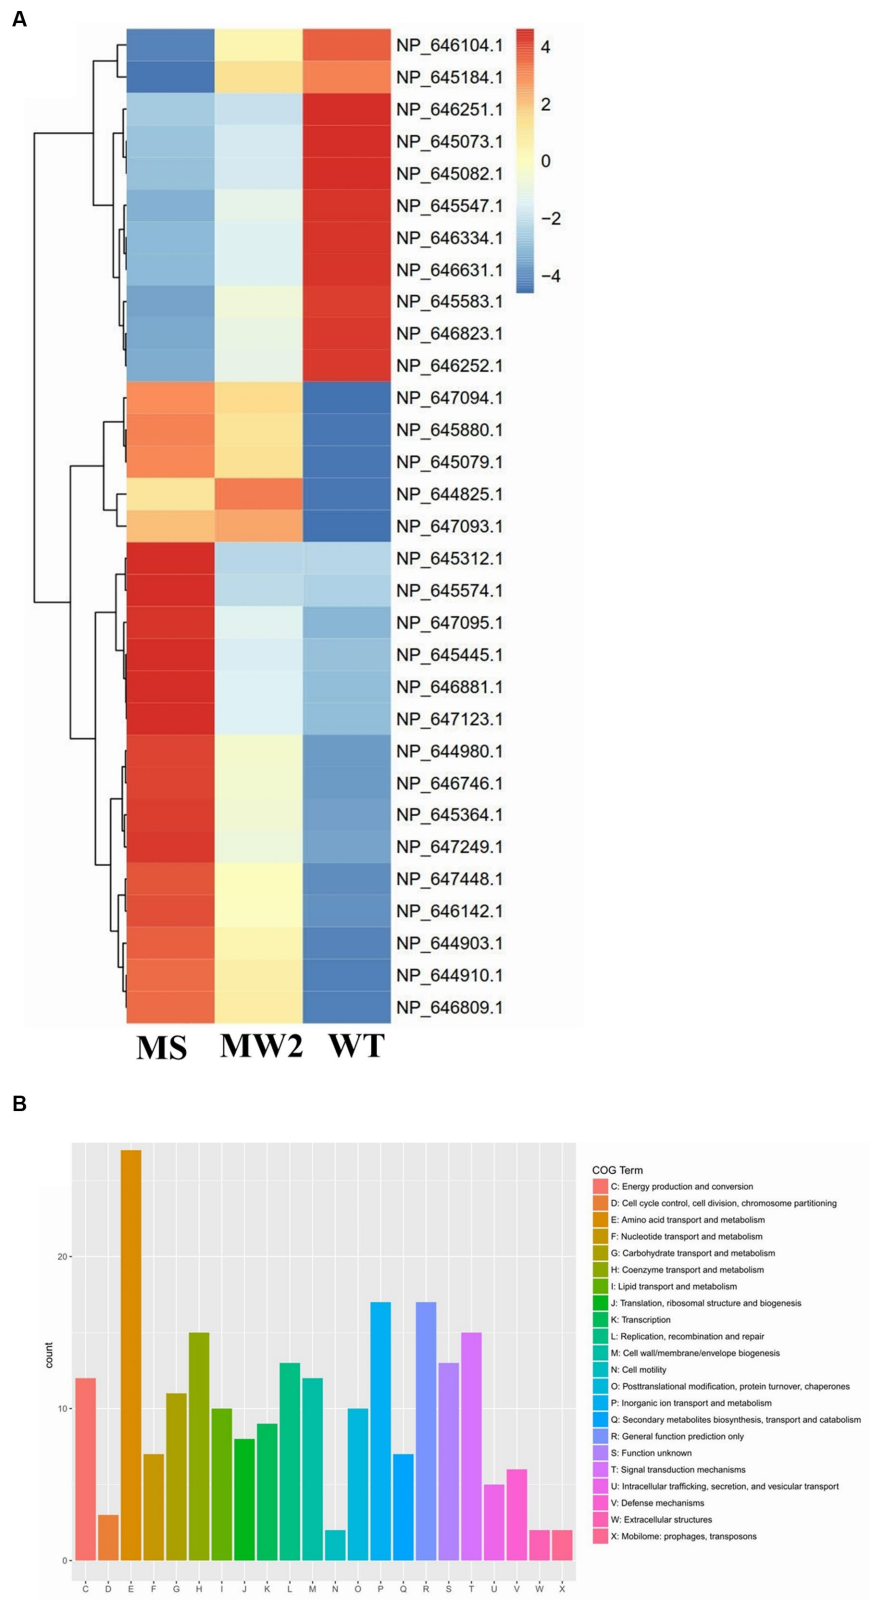 A
NP_646104.1
NP_645184.1
NP_646251.1
NP_645073.1
NP_645082.1
NP_645547.1
NP_646334.1
NP_646631.1
NP_645583.1
NP_646823.1
NP_646252.1
NP_647094.1
NP_645880.1
NP_645079.1
NP_644825.1
NP_647093.1
NP_645312.1
NP_645574.1
NP_647095.1
NP_645445.1
NP_646881.1
NP_647123.1
NP_644980.1
NP_646746.1
NP_645364.1
NP_647249.1
NP_647448.1
NP_646142.1
NP_644903.1
NP_644910.1
NP_646809.1
4
2
0
−2
−4
MS MW2 WT
B
count
20
10
0
C D E F G H I J K L M N O P Q R S T U V W X
COG Term
C: Energy production and conversion
D: Cell cycle control, cell division, chromosome partitioning
E: Amino acid transport and metabolism
F: Nucleotide transport and metabolism
G: Carbohydrate transport and metabolism
H: Coenzyme transport and metabolism
I: Lipid transport and metabolism
J: Translation, ribosomal structure and biogenesis
K: Transcription
L: Replication, recombination and repair
M: Cell wall/membrane/envelope biogenesis
N: Cell motility
O: Posttranslational modification, protein turnover, chaperones
P: Inorganic ion transport and metabolism
Q: Secondary metabolites biosynthesis, transport and catabolism
R: General function prediction only
S: Function unknown
T: Signal transduction mechanisms
U: Intracellular trafficking, secretion, and vesicular transport
V: Defense mechanisms
W: Extracellular structures
X: Mobilome: prophages, transposons